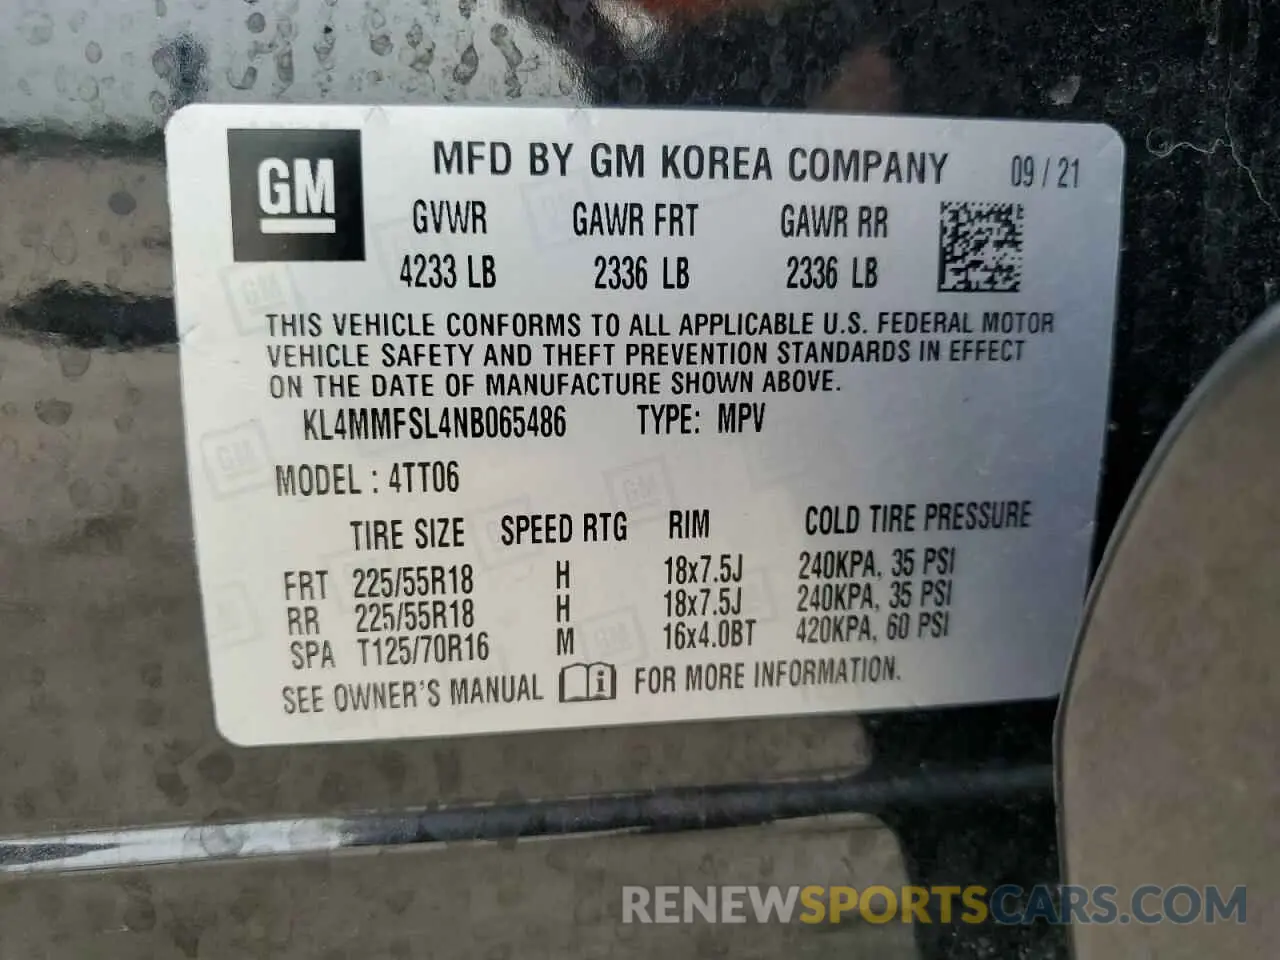 GM
MFD BY GM KOREA COMPANY 09 / 21
GVWR GAWR FRT GAWR RR
4233 LB 2336 LB 2336 LB
THIS VEHICLE CONFORMS TO ALL APPLICABLE U.S. FEDERAL MOTOR
VEHICLE SAFETY AND THEFT PREVENTION STANDARDS IN EFFECT
ON THE DATE OF MANUFACTURE SHOWN ABOVE.
KL4MMFSL4NB065486 TYPE: MPV
MODEL : 4TT06
TIRE SIZE SPEED RTG RIM COLD TIRE PRESSURE
FRT 225/55R18 H 18x7.5J 240KPA, 35 PSI
RR 225/55R18 H 18x7.5J 240KPA, 35 PSI
SPA T125/70R16 M 16x4.0BT 420KPA, 60 PSI
SEE OWNER'S MANUAL i FOR MORE INFORMATION.
RENEWSPORTSCARS.COM